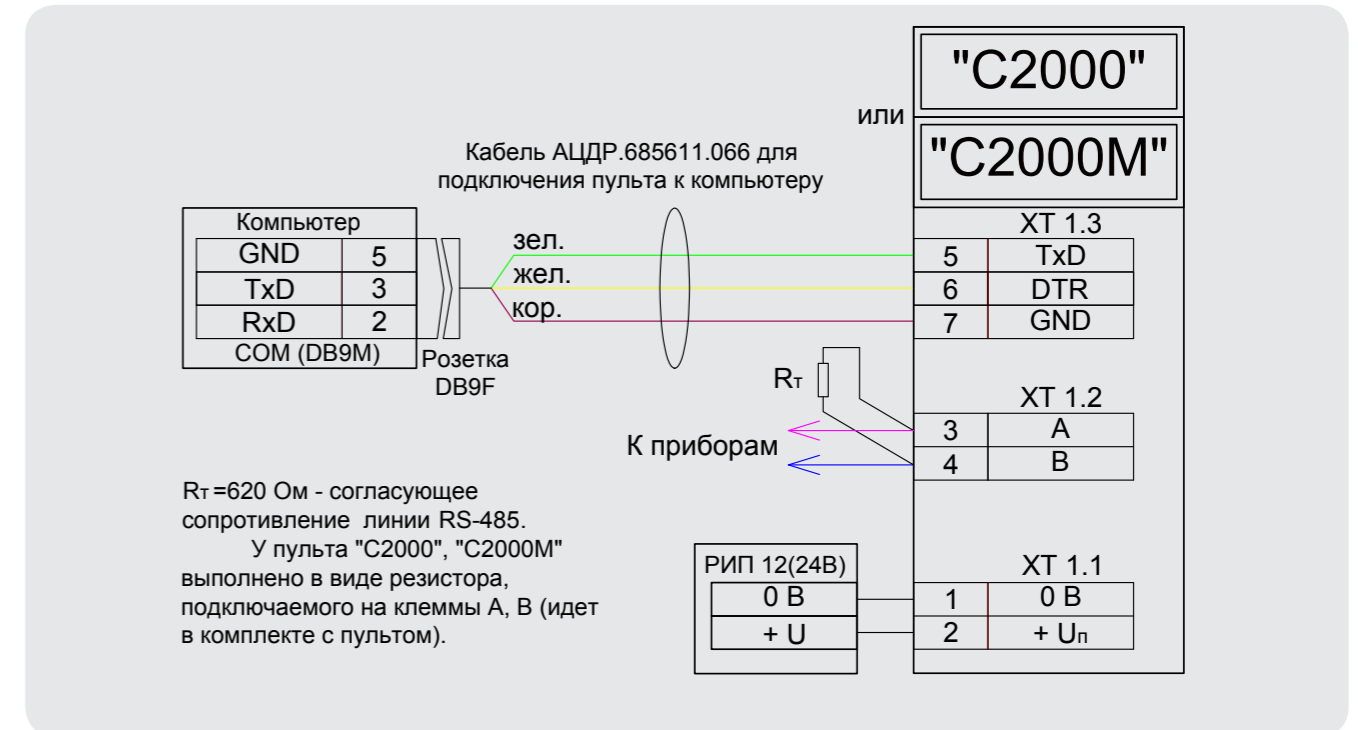 "С2000"
или
"С2000М"
Кабель АЦДР.685611.066 для
подключения пульта к компьютеру
Компьютер
GND 5
TxD 3
RxD 2
COM (DB9M)
Розетка
DB9F
зел.
жел.
кор.
XT 1.3
5 TxD
6 DTR
7 GND
Rт
XT 1.2
3 A
4 B
К приборам
Rт =620 Ом - согласующее
сопротивление линии RS-485.
У пульта "С2000", "С2000М"
выполнено в виде резистора,
подключаемого на клеммы А, В (идет
в комплекте с пультом).
РИП 12(24В)
0 В
+ U
XT 1.1
1 0 В
2 + Uп